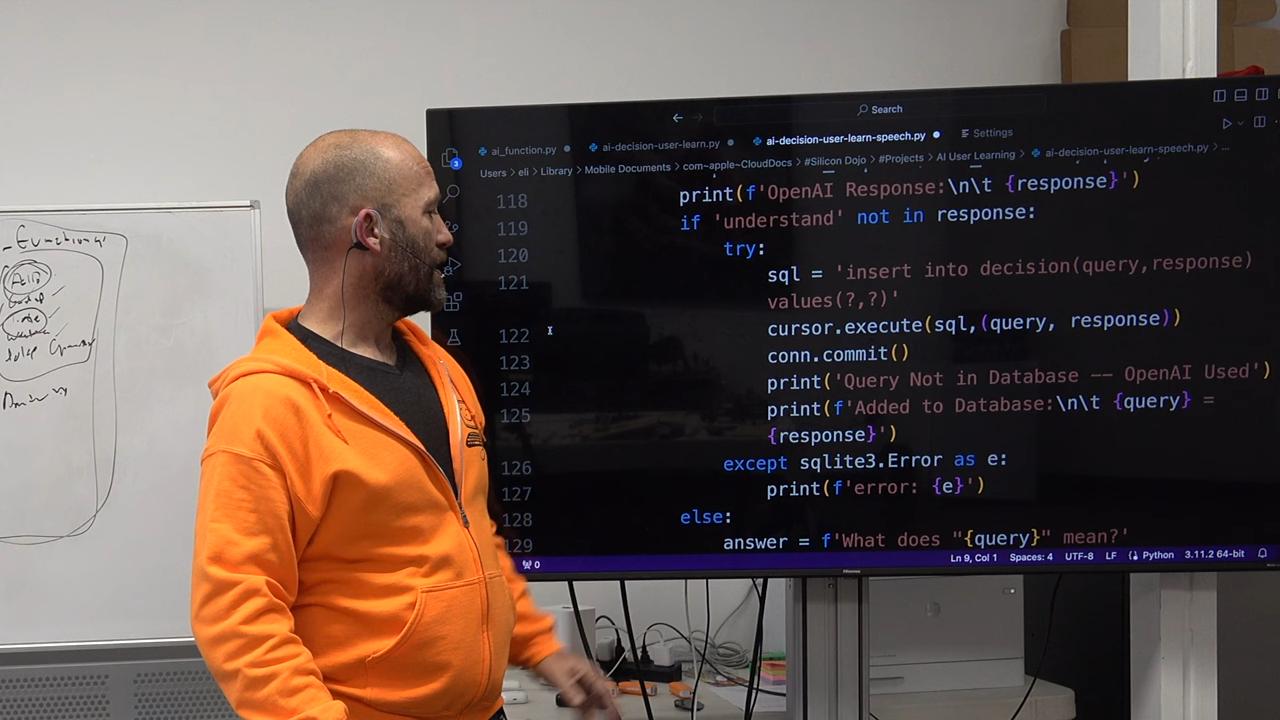 Search
ai_function.py
ai-decision-user-learn.py
ai-decision-user-learn-speech.py
Settings
Users > eli > Library > Mobile Documents > com~apple~CloudDocs > #Silicon Dojo > #Projects > AI User Learning > ai-decision-user-learn-speech.py > ...
3
118 print(f'OpenAI Response:\n\t {response}')
119 if 'understand' not in response:
120 try:
121 sql = 'insert into decision(query,response)
values(?,?)'
122 cursor.execute(sql,(query, response))
123 conn.commit()
124 print('Query Not in Database -- OpenAI Used')
125 print(f'Added to Database:\n\t {query} =
{response}')
126 except sqlite3.Error as e:
127 print(f'error: {e}')
128 else:
129 answer = f'What does "{query}" mean?'
0
Ln 9, Col 1 Spaces: 4 UTF-8 LF Python 3.11.2 64-bit
Hisense